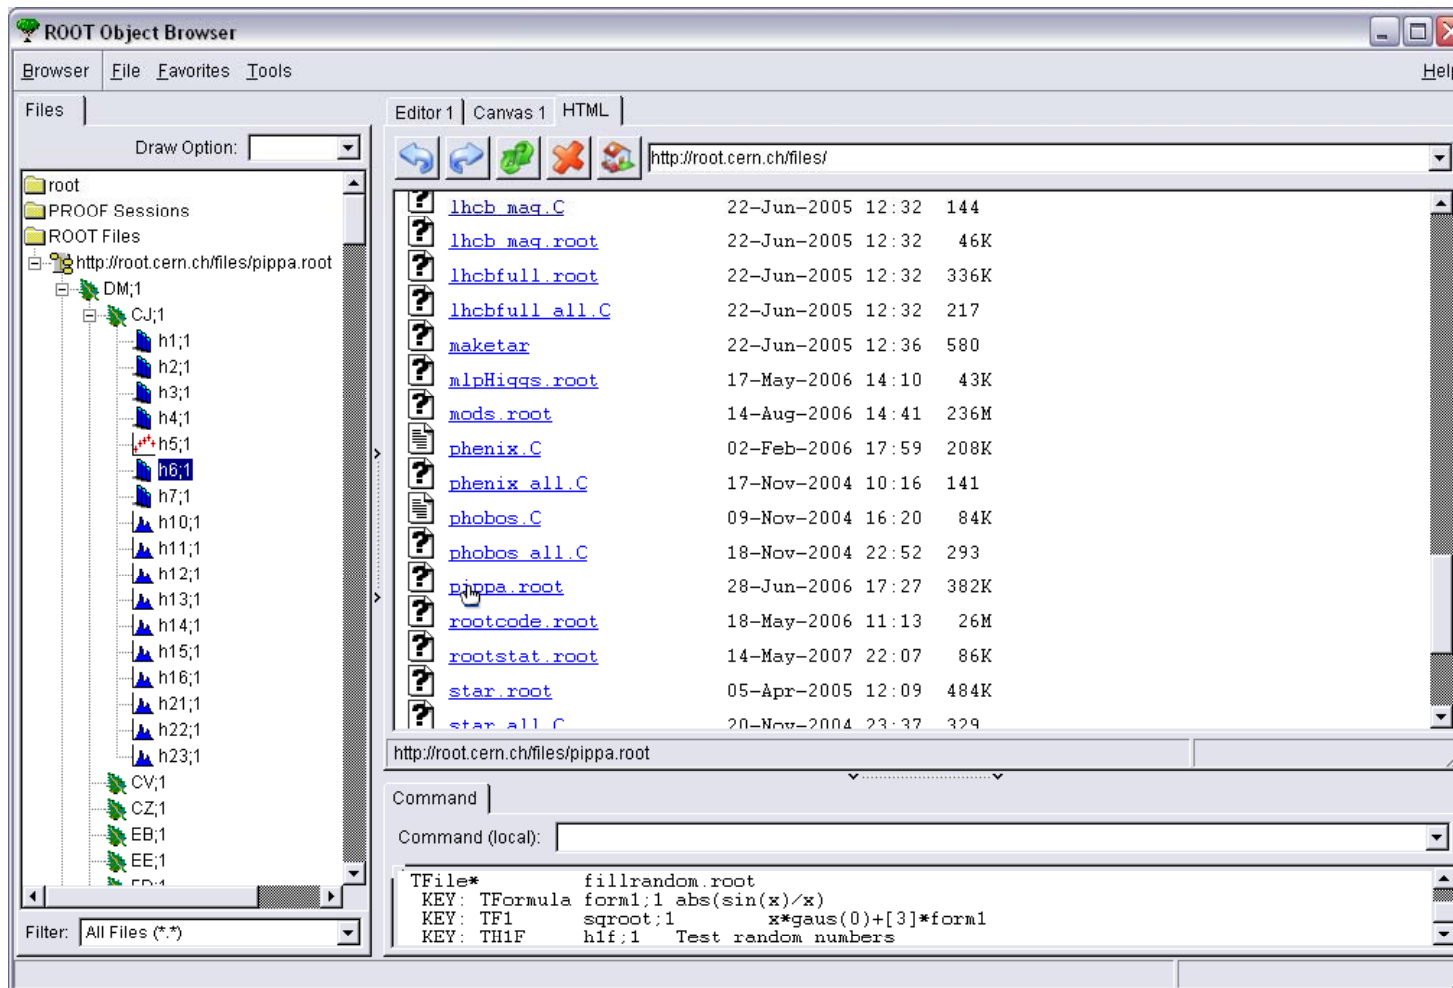 ROOT Object Browser
Browser File Favorites Tools Help
Files
Draw Option:
root
PROOF Sessions
ROOT Files
http://root.cern.ch/files/pippa.root
DM;1
CJ;1
h1;1
h2;1
h3;1
h4;1
h5;1
h6;1
h7;1
h10;1
h11;1
h12;1
h13;1
h14;1
h15;1
h16;1
h21;1
h22;1
h23;1
CV;1
CZ;1
EB;1
EE;1
Filter: All Files (*.*)
Editor 1 Canvas 1 HTML
http://root.cern.ch/files/
lhcb_mag.C 22-Jun-2005 12:32 144
lhcb_mag.root 22-Jun-2005 12:32 46K
lhcbfull.root 22-Jun-2005 12:32 336K
lhcbfull_all.C 22-Jun-2005 12:32 217
maketar 22-Jun-2005 12:36 580
mlpHiggs.root 17-May-2006 14:10 43K
mods.root 14-Aug-2006 14:41 236M
phenix.C 02-Feb-2006 17:59 208K
phenix_all.C 17-Nov-2004 10:16 141
phobos.C 09-Nov-2004 16:20 84K
phobos_all.C 18-Nov-2004 22:52 293
pippa.root 28-Jun-2006 17:27 382K
rootcode.root 18-May-2006 11:13 26M
rootstat.root 14-May-2007 22:07 86K
star.root 05-Apr-2005 12:09 484K
star_all.C 20-Nov-2004 23:37 329
http://root.cern.ch/files/pippa.root
Command
Command (local):
TFile* fillrandom.root
KEY: TFormula form1;1 abs(sin(x)/x)
KEY: TF1 sqroot;1 x*gaus(0)+[3]*form1
KEY: TH1F h1f;1 Test random numbers